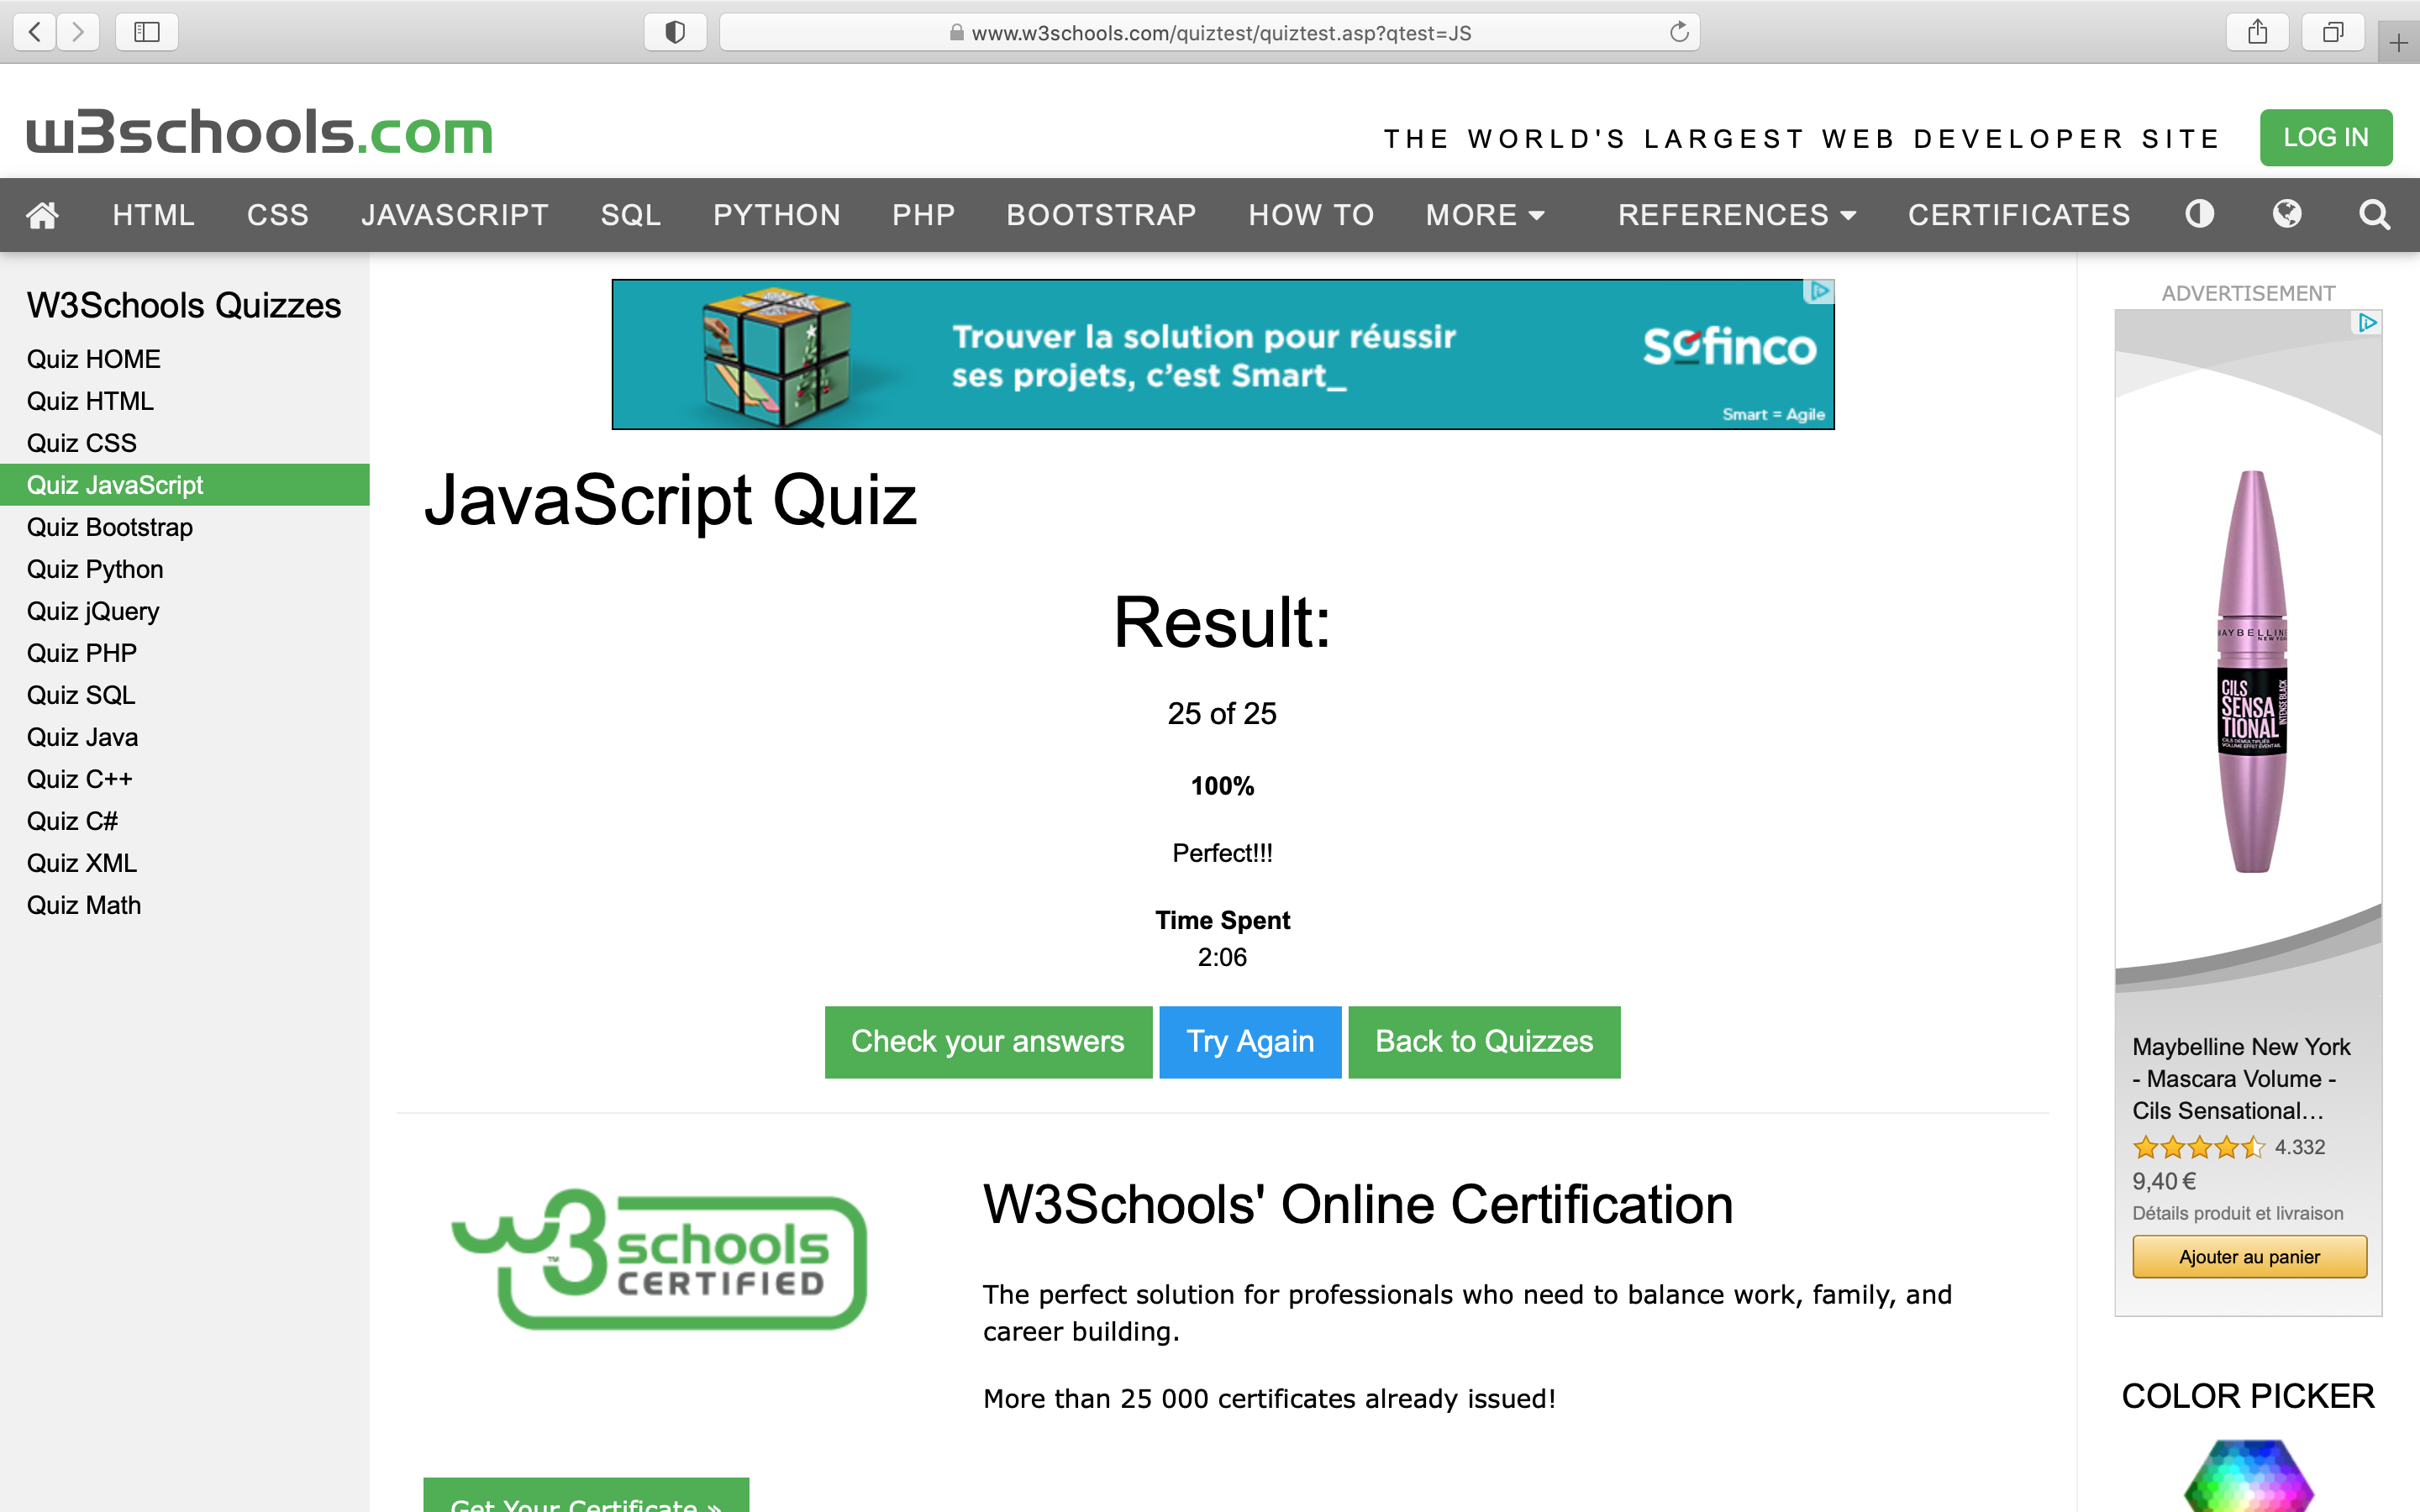 www.w3schools.com/quiztest/quiztest.asp?qtest=JS
w3schools.com
THE WORLD'S LARGEST WEB DEVELOPER SITE
LOG IN
HTML CSS JAVASCRIPT SQL PYTHON PHP BOOTSTRAP HOW TO MORE REFERENCES CERTIFICATES
W3Schools Quizzes
Quiz HOME
Quiz HTML
Quiz CSS
Quiz JavaScript
Quiz Bootstrap
Quiz Python
Quiz jQuery
Quiz PHP
Quiz SQL
Quiz Java
Quiz C++
Quiz C#
Quiz XML
Quiz Math
Trouver la solution pour réussir
ses projets, c'est Smart_
Sofinco
Smart = Agile
JavaScript Quiz
Result:
25 of 25
100%
Perfect!!!
Time Spent
2:06
Check your answers
Try Again
Back to Quizzes
w3schools
CERTIFIED
W3Schools' Online Certification
The perfect solution for professionals who need to balance work, family, and
career building.
More than 25 000 certificates already issued!
Get Your Certificate »
ADVERTISEMENT
MAYBELLINE
NEW YORK
CILS
SENSA
TIONAL
INTENSE BLACK
Maybelline New York
- Mascara Volume -
Cils Sensational…
4.332
9,40 €
Détails produit et livraison
Ajouter au panier
COLOR PICKER